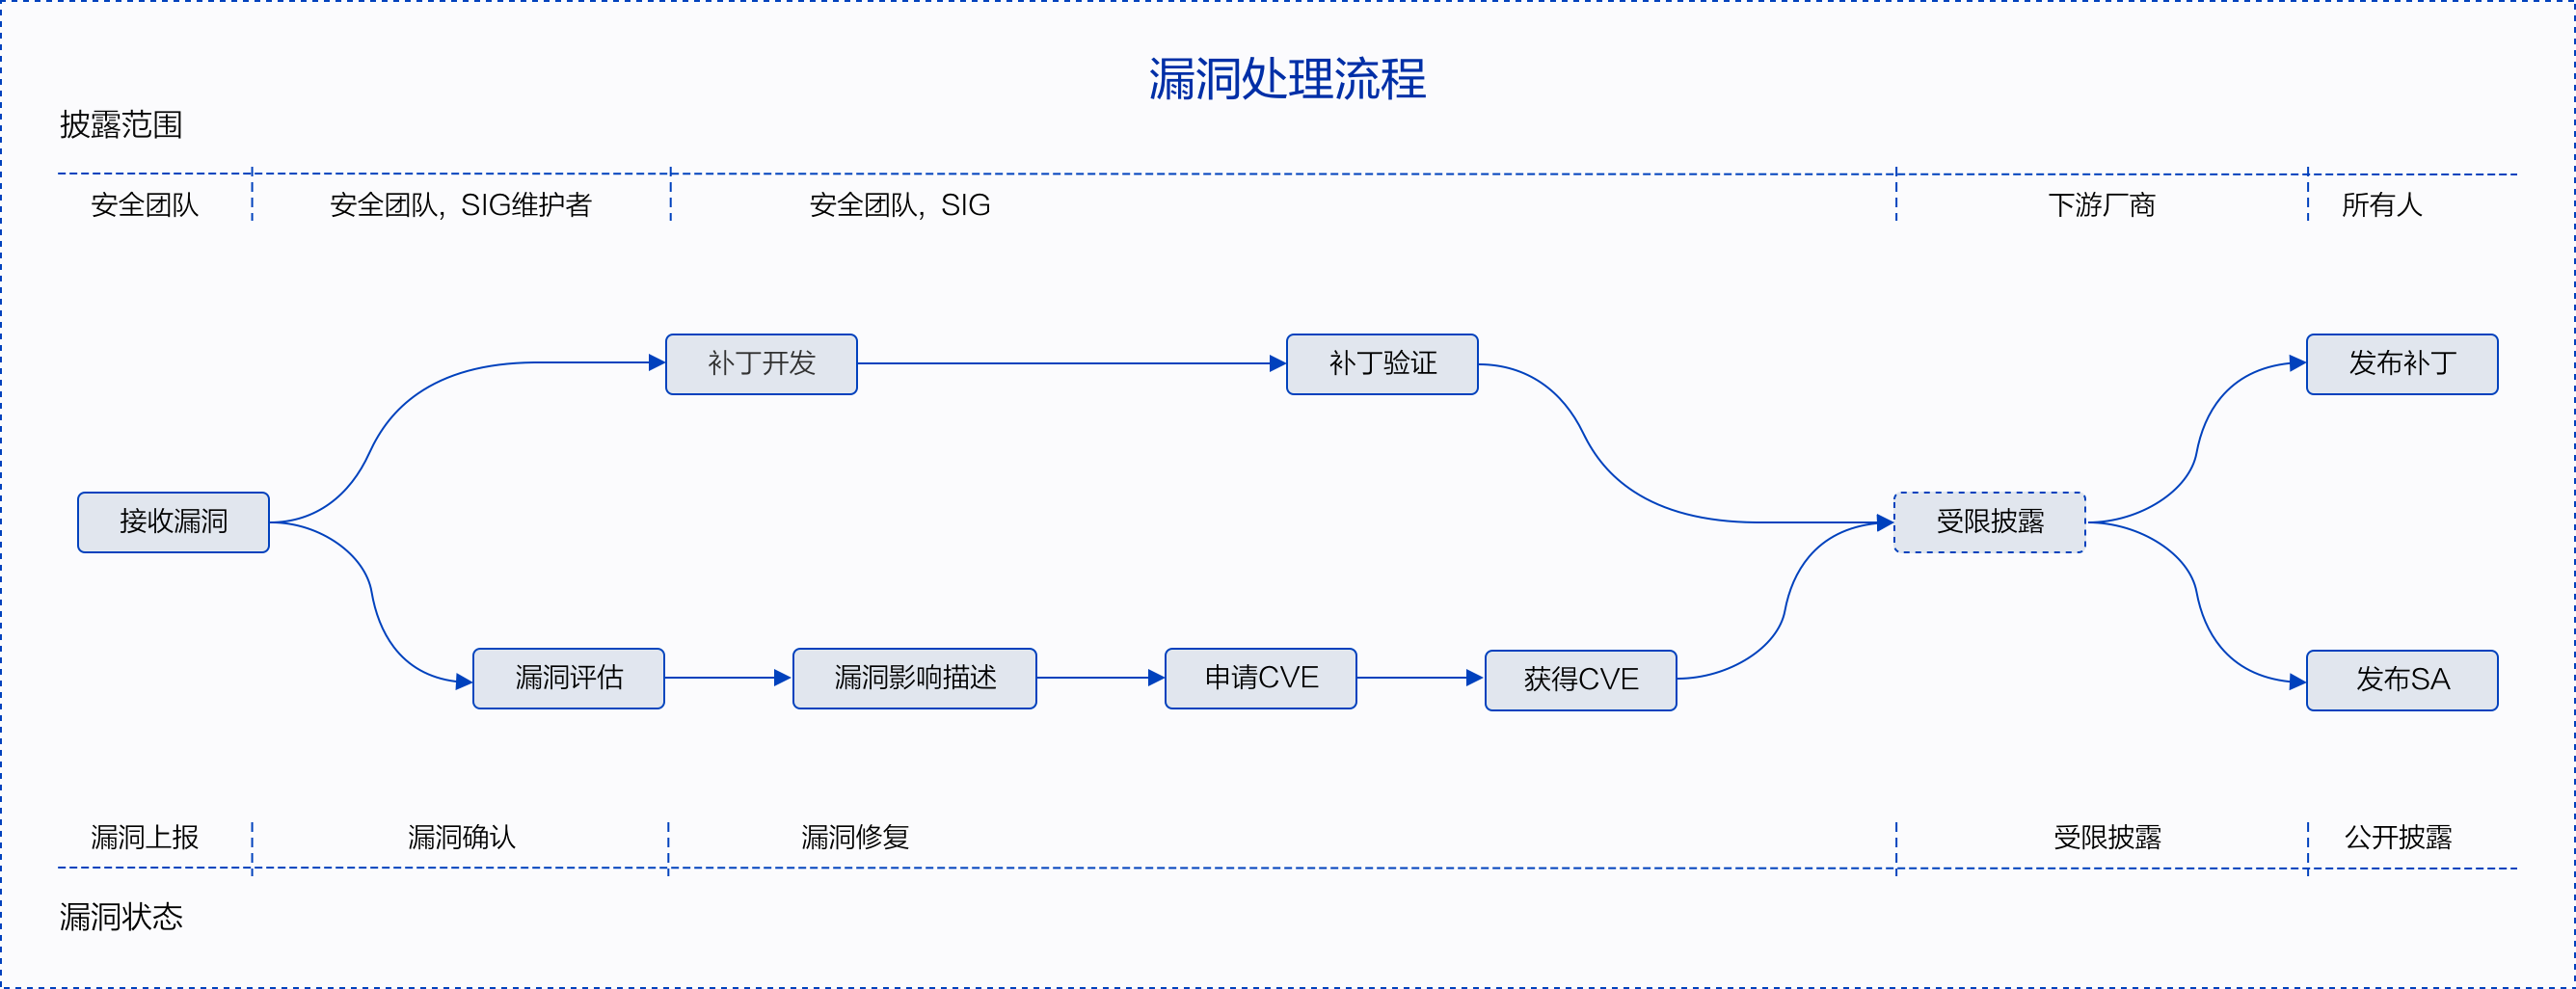 漏洞处理流程
披露范围
安全团队
安全团队，SIG维护者
安全团队，SIG
下游厂商
所有人
补丁开发
补丁验证
发布补丁
接收漏洞
受限披露
漏洞评估
漏洞影响描述
申请CVE
获得CVE
发布SA
漏洞上报
漏洞确认
漏洞修复
受限披露
公开披露
漏洞状态